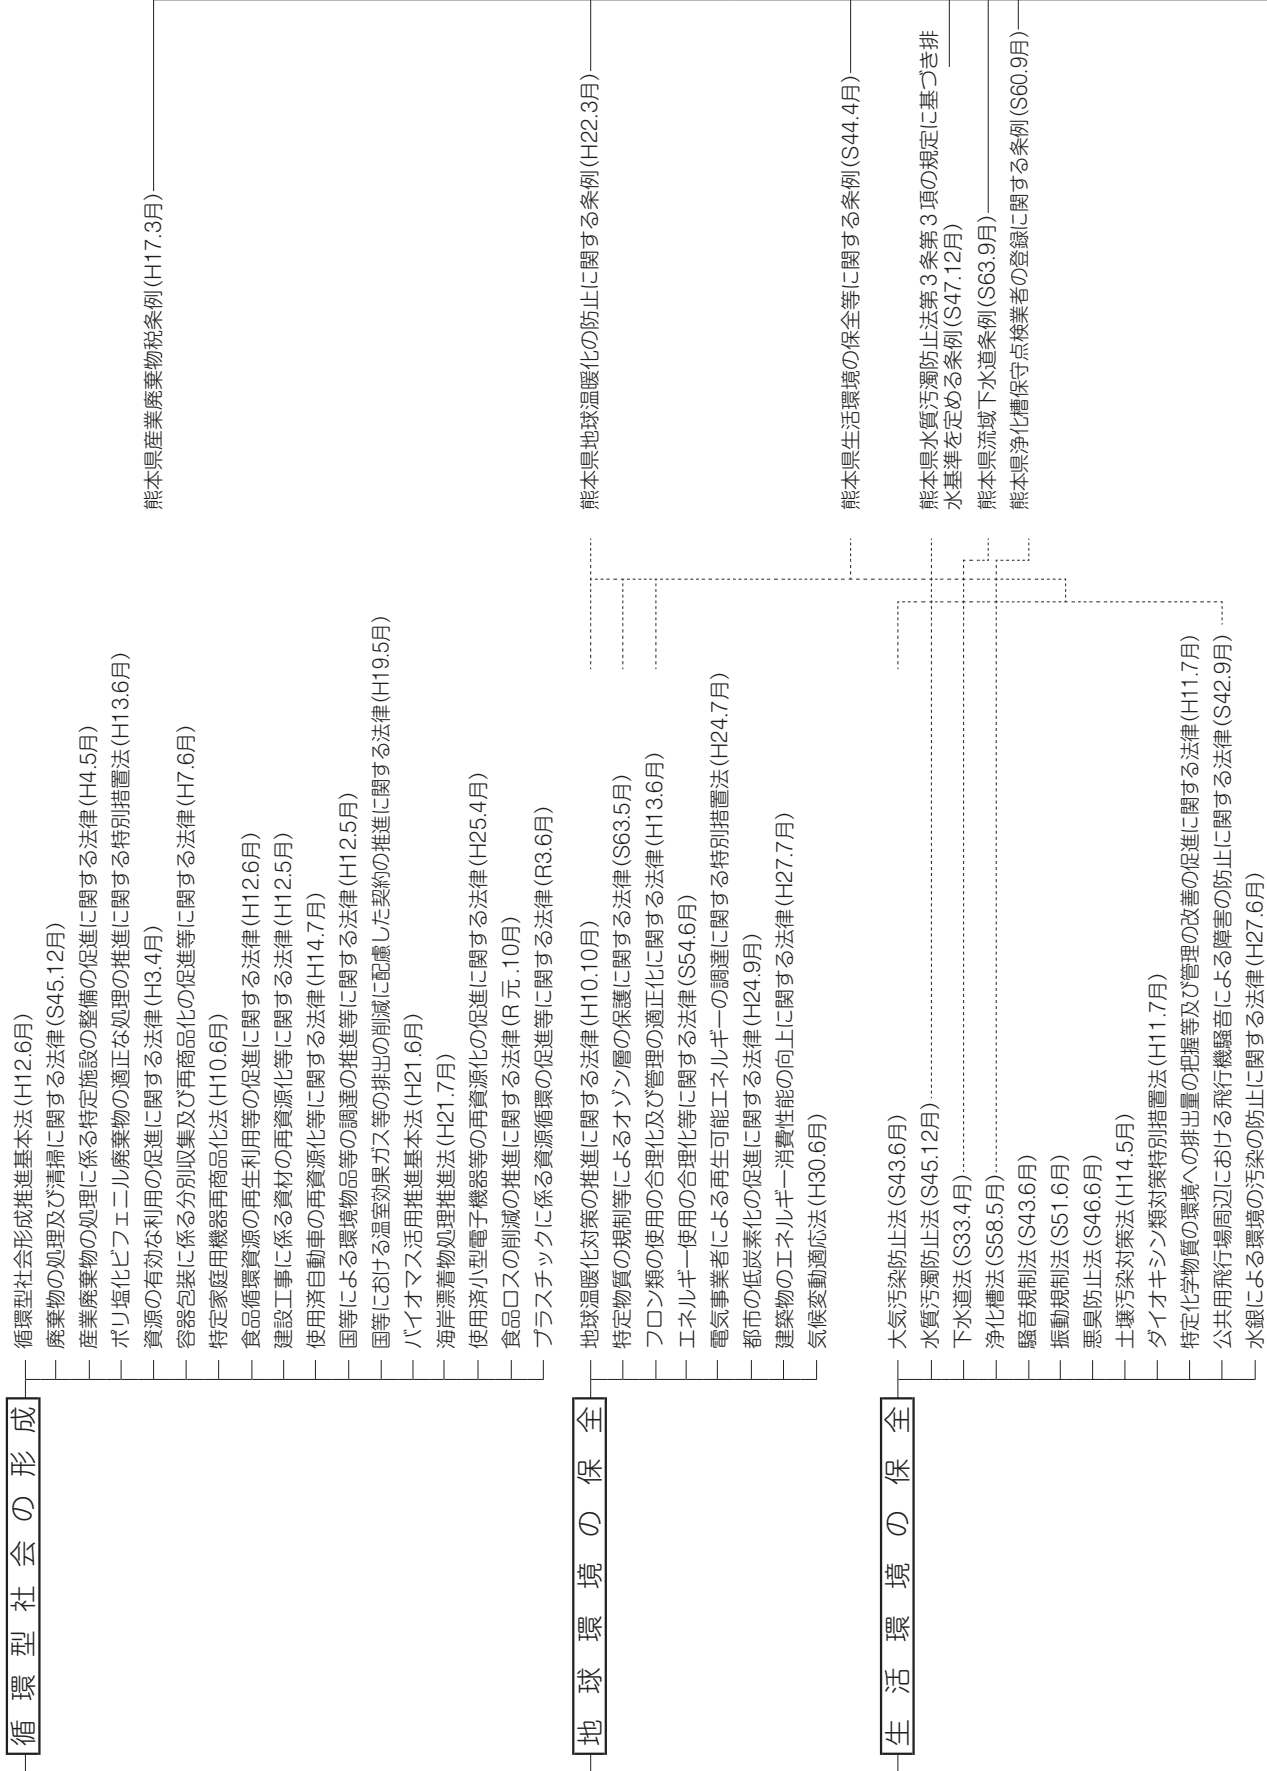 循環型社会の形成
循環型社会形成推進基本法(H12.6月)
廃棄物の処理及び清掃に関する法律(S45.12月)
産業廃棄物の処理に係る特定施設の整備の促進に関する法律(H4.5月)
ポリ塩化ビフェニル廃棄物の適正な処理の推進に関する特別措置法(H13.6月)
資源の有効な利用の促進に関する法律(H3.4月)
容器包装に係る分別収集及び再商品化の促進等に関する法律(H7.6月)
特定家庭用機器再商品化法(H10.6月)
食品循環資源の再生利用等の促進に関する法律(H12.6月)
建設工事に係る資材の再資源化等に関する法律(H12.5月)
使用済自動車の再資源化等に関する法律(H14.7月)
国等による環境物品等の調達の推進等に関する法律(H12.5月)
国等における温室効果ガス等の排出の削減に配慮した契約の推進に関する法律(H19.5月)
バイオマス活用推進基本法(H21.6月)
海岸漂着物処理推進法(H21.7月)
使用済小型電子機器等の再資源化の促進に関する法律(H25.4月)
食品ロスの削減の推進に関する法律(R元.10月)
プラスチックに係る資源循環の促進等に関する法律(R3.6月)
熊本県産業廃棄物税条例(H17.3月)
地球環境の保全
地球温暖化対策の推進に関する法律(H10.10月)
特定物質の規制等によるオゾン層の保護に関する法律(S63.5月)
フロン類の使用の合理化及び管理の適正化に関する法律(H13.6月)
エネルギー使用の合理化等に関する法律(S54.6月)
電気事業者による再生可能エネルギーの調達に関する特別措置法(H24.7月)
都市の低炭素化の促進に関する法律(H24.9月)
建築物のエネルギー消費性能の向上に関する法律(H27.7月)
気候変動適応法(H30.6月)
熊本県地球温暖化の防止に関する条例(H22.3月)
熊本県生活環境の保全等に関する条例(S44.4月)
生活環境の保全
大気汚染防止法(S43.6月)
水質汚濁防止法(S45.12月)
下水道法(S33.4月)
浄化槽法(S58.5月)
騒音規制法(S43.6月)
振動規制法(S51.6月)
悪臭防止法(S46.6月)
土壌汚染対策法(H14.5月)
ダイオキシン類対策特別措置法(H11.7月)
特定化学物質の環境への排出量の把握等及び管理の改善の促進に関する法律(H11.7月)
公共用飛行場周辺における飛行機騒音による障害の防止に関する法律(S42.9月)
水銀による環境の汚染の防止に関する法律(H27.6月)
熊本県水質汚濁防止法第3条第3項の規定に基づき排
水基準を定める条例(S47.12月)
熊本県流域下水道条例(S63.9月)
熊本県浄化槽保守点検業者の登録に関する条例(S60.9月)